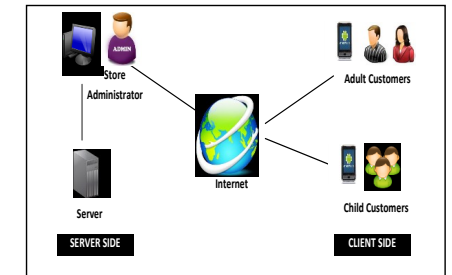 ADMIN
Store
Administrator
Adult Customers
Internet
Server
Child Customers
SERVER SIDE
CLIENT SIDE